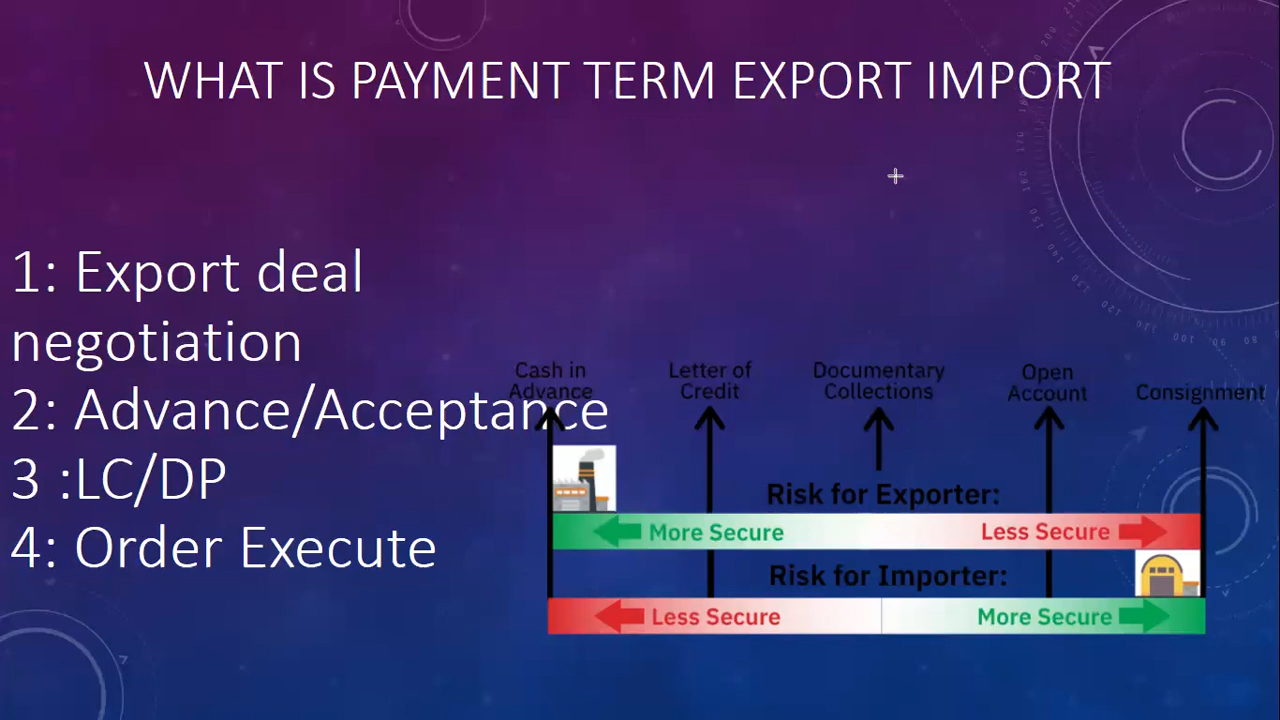 WHAT IS PAYMENT TERM EXPORT IMPORT
1: Export deal
negotiation
2: Advance/Acceptance
3 :LC/DP
4: Order Execute
Cash in
Advance
Letter of
Credit
Documentary
Collections
Open
Account
Consignment
Risk for Exporter:
More Secure
Less Secure
Risk for Importer:
Less Secure
More Secure